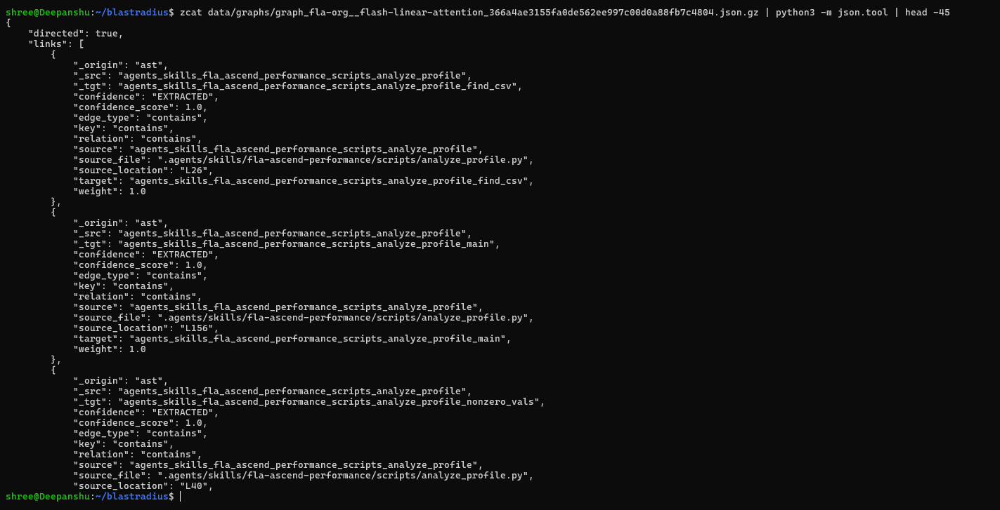 shree@Deepanshu:~/blastradius$ zcat data/graphs/graph_fla-org__flash-linear-attention_366a4ae3155fa0de562ee997c00d0a88fb7c4804.json.gz | python3 -m json.tool | head -45
{
    "directed": true,
    "links": [
        {
            "_origin": "ast",
            "_src": "agents_skills_fla_ascend_performance_scripts_analyze_profile",
            "_tgt": "agents_skills_fla_ascend_performance_scripts_analyze_profile_find_csv",
            "confidence": "EXTRACTED",
            "confidence_score": 1.0,
            "edge_type": "contains",
            "key": "contains",
            "relation": "contains",
            "source": "agents_skills_fla_ascend_performance_scripts_analyze_profile",
            "source_file": ".agents/skills/fla-ascend-performance/scripts/analyze_profile.py",
            "source_location": "L26",
            "target": "agents_skills_fla_ascend_performance_scripts_analyze_profile_find_csv",
            "weight": 1.0
        },
        {
            "_origin": "ast",
            "_src": "agents_skills_fla_ascend_performance_scripts_analyze_profile",
            "_tgt": "agents_skills_fla_ascend_performance_scripts_analyze_profile_main",
            "confidence": "EXTRACTED",
            "confidence_score": 1.0,
            "edge_type": "contains",
            "key": "contains",
            "relation": "contains",
            "source": "agents_skills_fla_ascend_performance_scripts_analyze_profile",
            "source_file": ".agents/skills/fla-ascend-performance/scripts/analyze_profile.py",
            "source_location": "L156",
            "target": "agents_skills_fla_ascend_performance_scripts_analyze_profile_main",
            "weight": 1.0
        },
        {
            "_origin": "ast",
            "_src": "agents_skills_fla_ascend_performance_scripts_analyze_profile",
            "_tgt": "agents_skills_fla_ascend_performance_scripts_analyze_profile_nonzero_vals",
            "confidence": "EXTRACTED",
            "confidence_score": 1.0,
            "edge_type": "contains",
            "key": "contains",
            "relation": "contains",
            "source": "agents_skills_fla_ascend_performance_scripts_analyze_profile",
            "source_file": ".agents/skills/fla-ascend-performance/scripts/analyze_profile.py",
            "source_location": "L40",
shree@Deepanshu:~/blastradius$